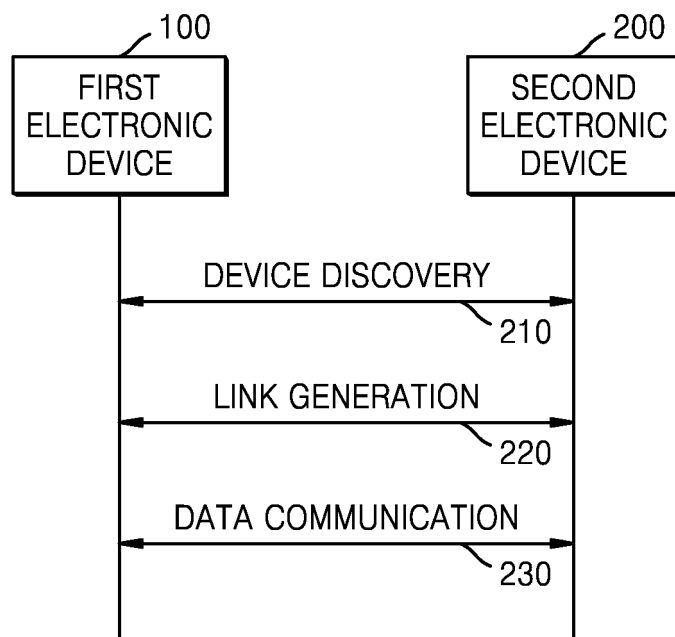 100
200
FIRST
ELECTRONIC
DEVICE
SECOND
ELECTRONIC
DEVICE
DEVICE DISCOVERY
210
LINK GENERATION
220
DATA COMMUNICATION
230